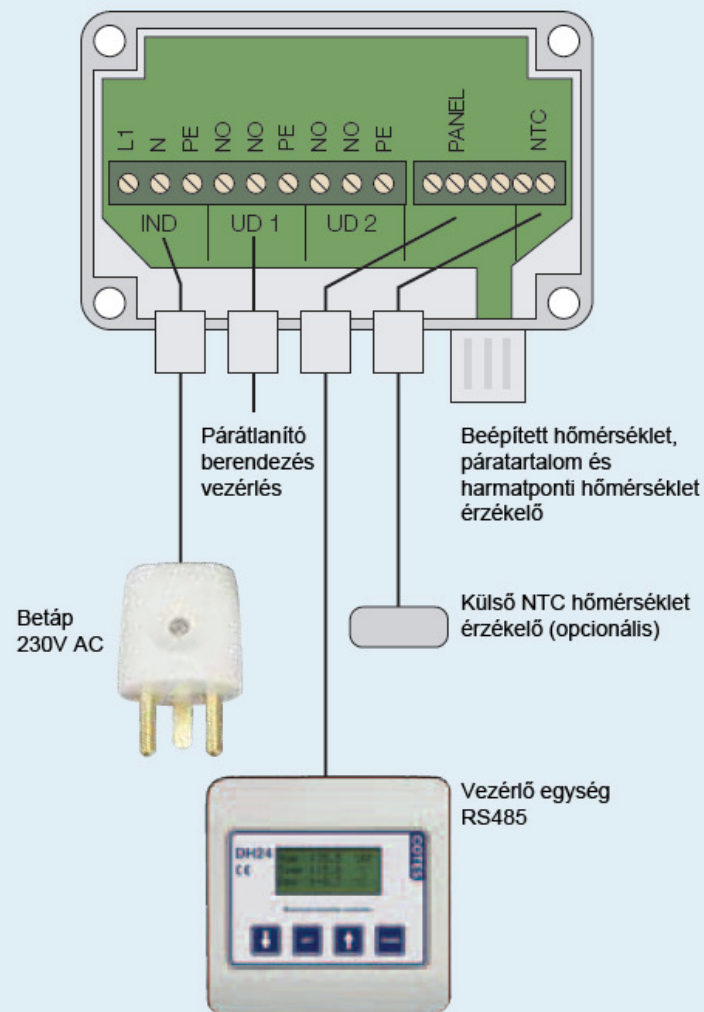 L1 N PE NO NO PE NO NO PE PANEL NTC
IND UD 1 UD 2
Párátlanító
berendezés
vezérlés
Beépített hőmérséklet,
páratartalom és
harmatponti hőmérséklet
érzékelő
Betáp
230V AC
Külső NTC hőmérséklet
érzékelő (opcionális)
Vezérlő egység
RS485
DH24
CE
COTES